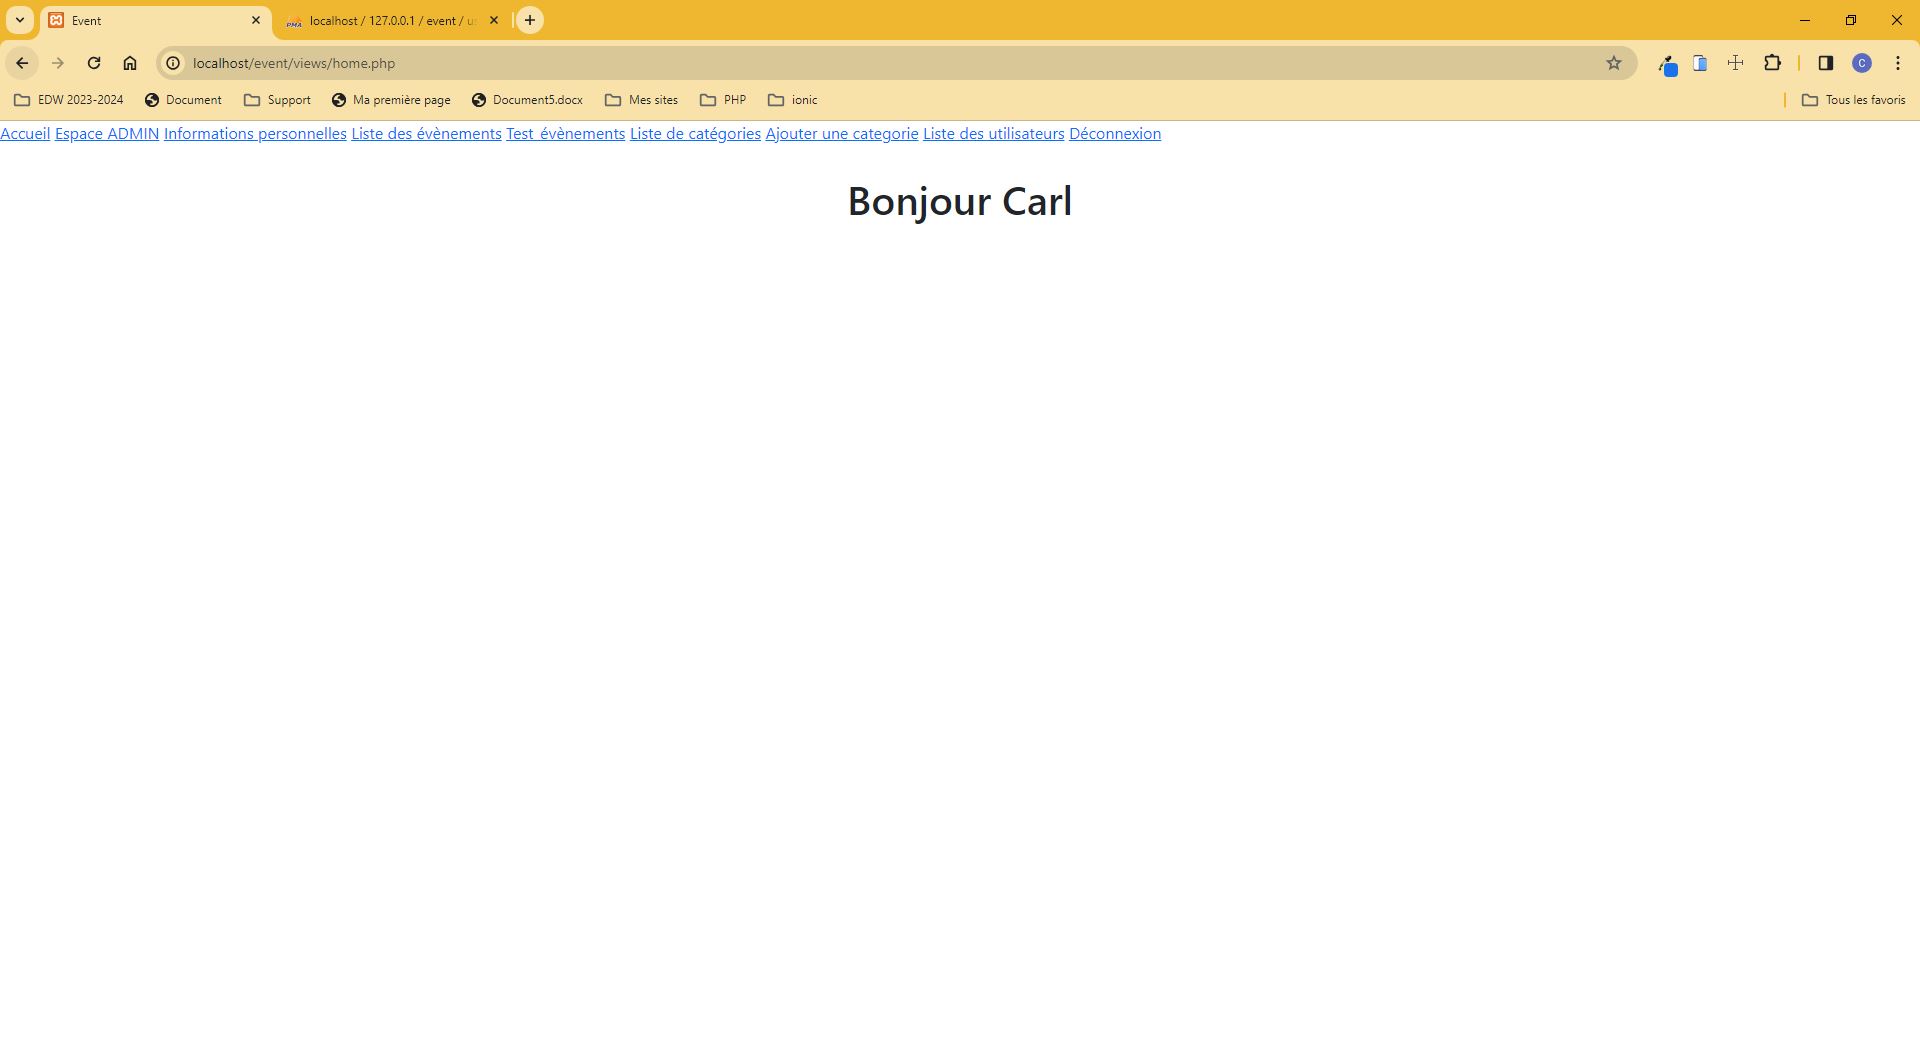 Event
localhost / 127.0.0.1 / event / u
localhost/event/views/home.php
C
EDW 2023-2024 Document Support Ma première page Document5.docx Mes sites PHP ionic Tous les favoris
Accueil Espace ADMIN Informations personnelles Liste des évènements Test évènements Liste de catégories Ajouter une categorie Liste des utilisateurs Déconnexion
Bonjour Carl